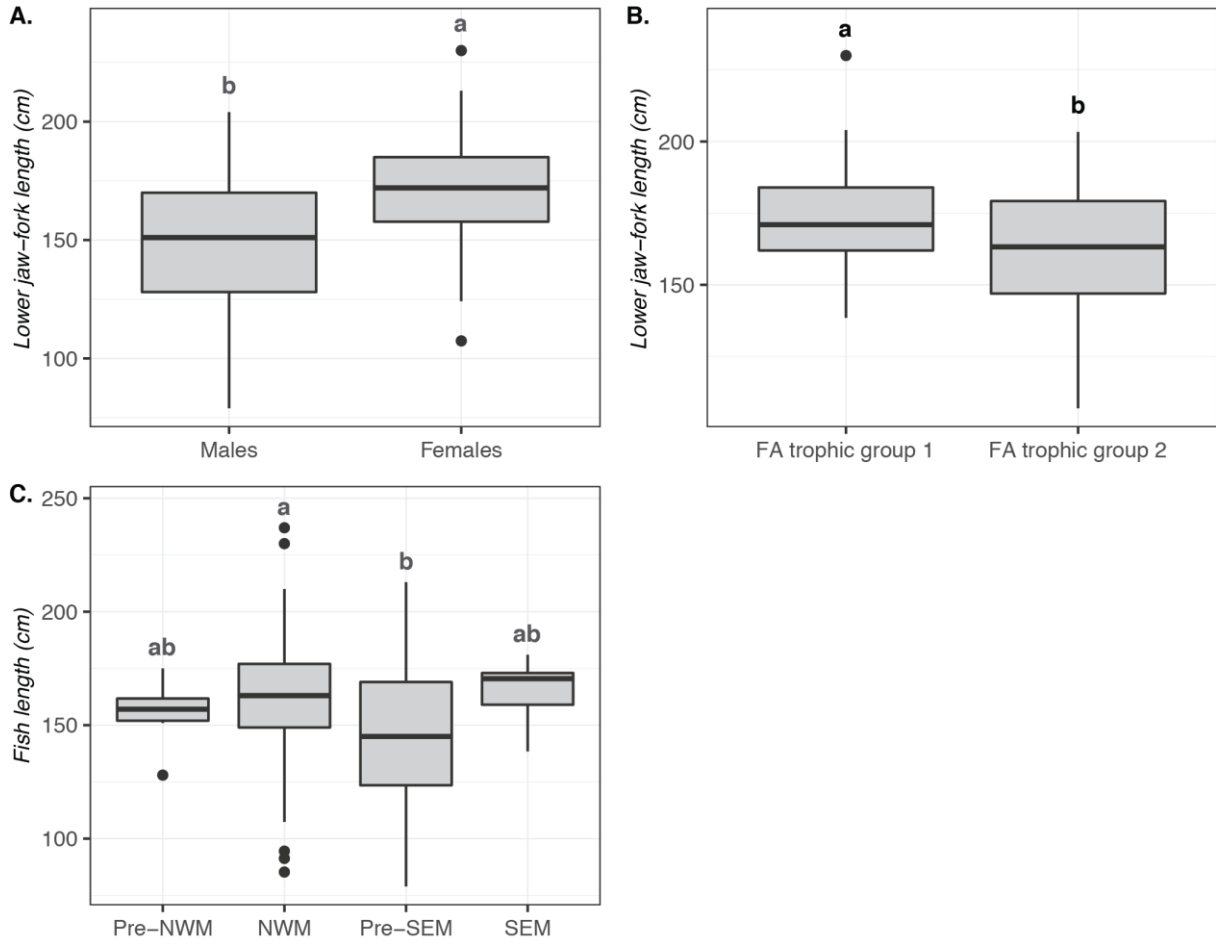 A.
Lower jaw−fork length (cm)
200
150
100
b
a
Males
Females
B.
Lower jaw−fork length (cm)
200
150
a
b
FA trophic group 1
FA trophic group 2
C.
Fish length (cm)
250
200
150
100
ab
a
b
ab
Pre−NWM
NWM
Pre−SEM
SEM